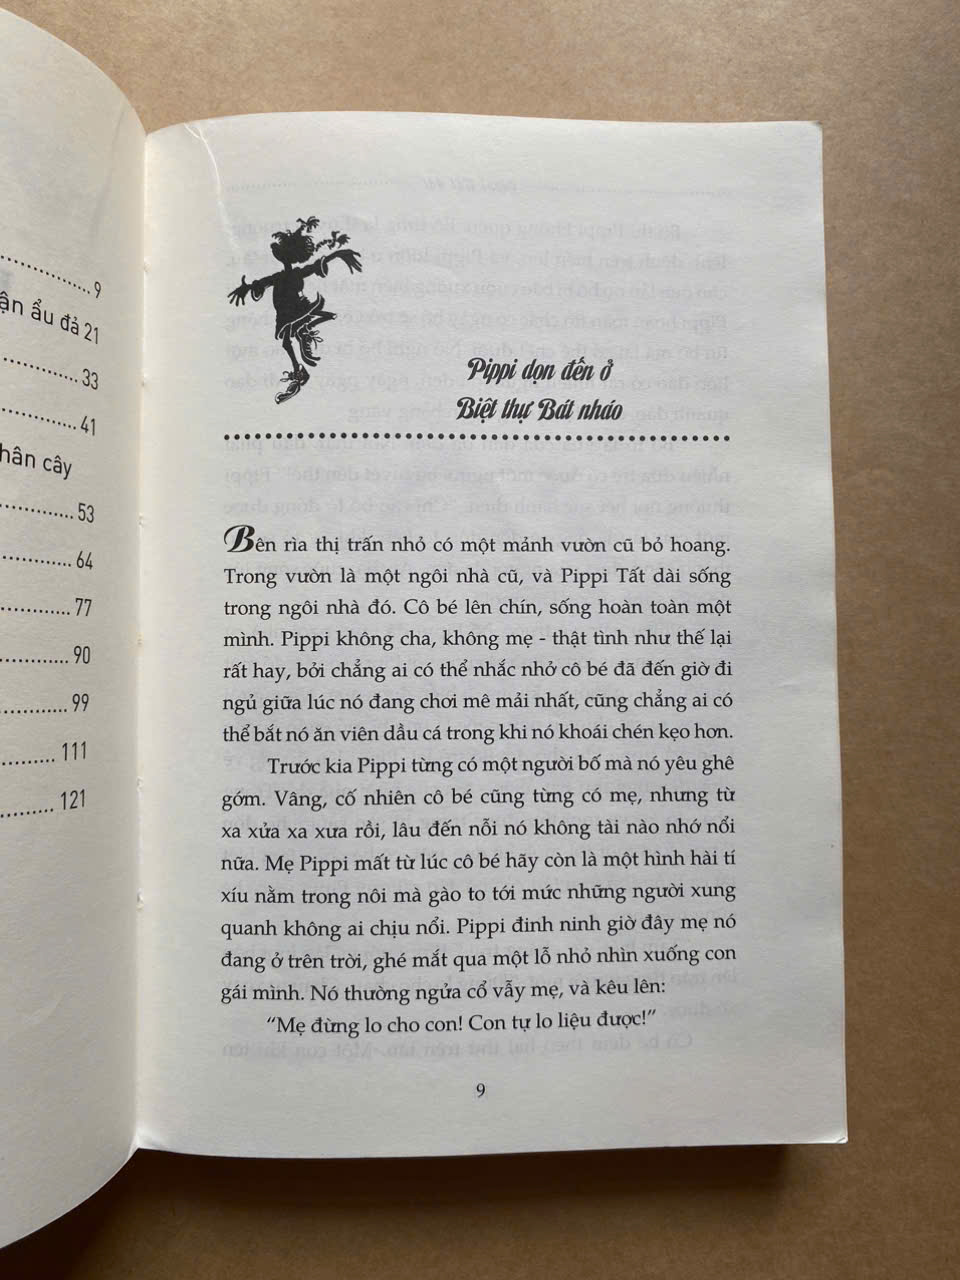 9
ận ẩu đả 21
33
41
hân cây
53
64
77
90
99
111
121
Pippi dọn đến ở
Biệt thự Bát nháo
Bên rìa thị trấn nhỏ có một mảnh vườn cũ bỏ hoang.
Trong vườn là một ngôi nhà cũ, và Pippi Tất dài sống
trong ngôi nhà đó. Cô bé lên chín, sống hoàn toàn một
mình. Pippi không cha, không mẹ - thật tình như thế lại
rất hay, bởi chẳng ai có thể nhắc nhở cô bé đã đến giờ đi
ngủ giữa lúc nó đang chơi mê mải nhất, cũng chẳng ai có
thể bắt nó ăn viên dầu cá trong khi nó khoái chén kẹo hơn.
Trước kia Pippi từng có một người bố mà nó yêu ghê
gớm. Vâng, cố nhiên cô bé cũng từng có mẹ, nhưng từ
xa xửa xa xưa rồi, lâu đến nỗi nó không tài nào nhớ nổi
nữa. Mẹ Pippi mất từ lúc cô bé hãy còn là một hình hài tí
xíu nằm trong nôi mà gào to tới mức những người xung
quanh không ai chịu nổi. Pippi đinh ninh giờ đây mẹ nó
đang ở trên trời, ghé mắt qua một lỗ nhỏ nhìn xuống con
gái mình. Nó thường ngửa cổ vẫy mẹ, và kêu lên:
“Mẹ đừng lo cho con! Con tự lo liệu được!”
9